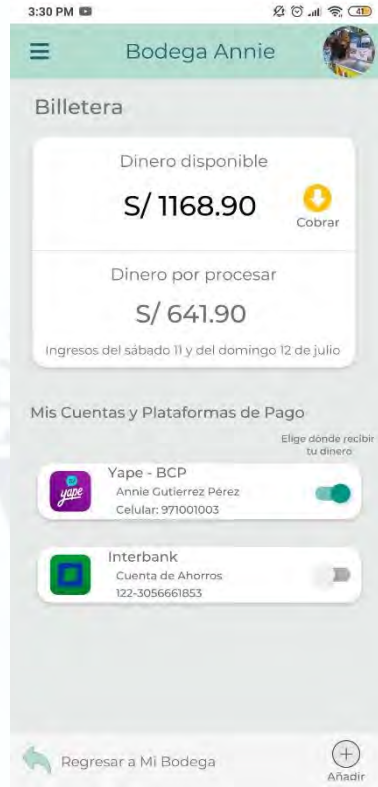 3:30 PM
41
Bodega Annie
Billetera
Dinero disponible
S/ 1168.90
Cobrar
Dinero por procesar
S/ 641.90
Ingresos del sábado 11 y del domingo 12 de julio
Mis Cuentas y Plataformas de Pago
Elige dónde recibir
tu dinero
yape
Yape - BCP
Annie Gutierrez Pérez
Celular: 971001003
Interbank
Cuenta de Ahorros
122-3056661853
Regresar a Mi Bodega
Añadir